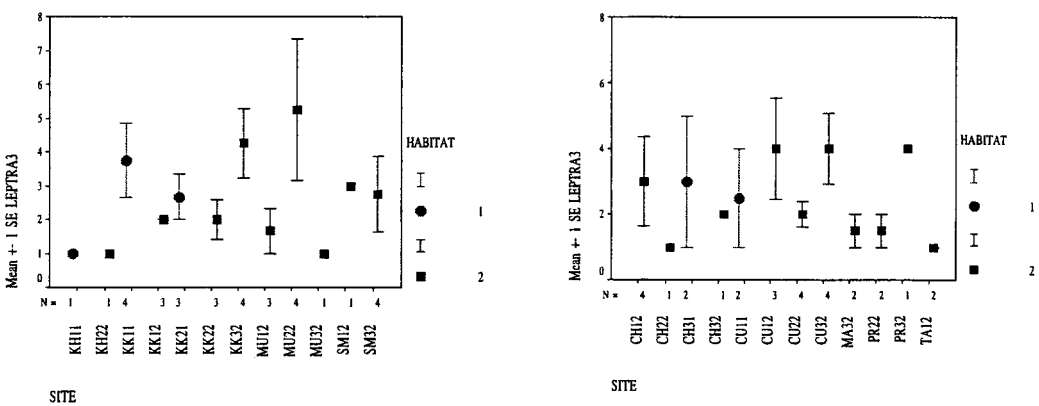 8
7
6
5
4
3
2
1
0
Mean +- 1 SE LEPTRA3
N = 1 1 4 3 3 3 4 3 4 1 1 4
KH11 KH22 KK11 KK12 KK21 KK22 KK32 MU12 MU22 MU32 SM12 SM32
SITE
HABITAT
1
2
8
6
4
2
0
Mean +- 1 SE LEPTRA3
N = 4 1 2 1 2 3 4 4 2 2 1 2
CH12 CH22 CH31 CH32 CU11 CU12 CU22 CU32 MA32 PR22 PR32 TA12
SITE
HABITAT
1
2